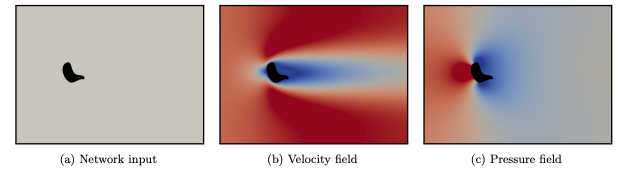 (a) Network input
(b) Velocity field
(c) Pressure field